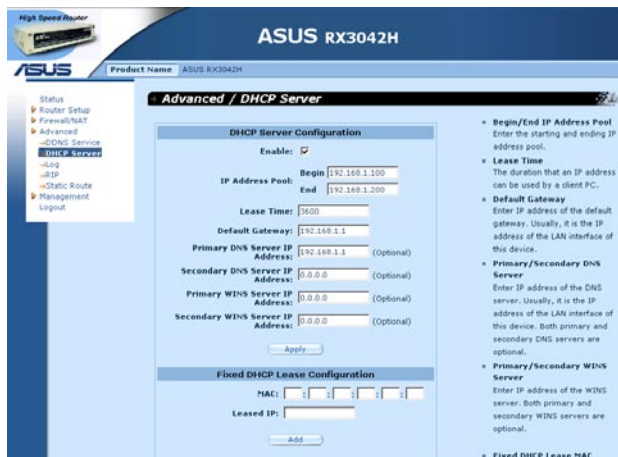 High Speed Router
ASUS RX3042H
ASUS
Product Name ASUS RX3042H
Status
Router Setup
Firewall/NAT
Advanced
DDNS Service
DHCP Server
Log
RIP
Static Route
Management
Logout
Advanced / DHCP Server
DHCP Server Configuration
Enable:
IP Address Pool:
Begin 192.168.1.100
End 192.168.1.200
Lease Time: 3600
Default Gateway: 192.168.1.1
Primary DNS Server IP
Address: 192.168.1.1 (Optional)
Secondary DNS Server IP
Address: 0.0.0.0 (Optional)
Primary WINS Server IP
Address: 0.0.0.0 (Optional)
Secondary WINS Server IP
Address: 0.0.0.0 (Optional)
Apply
Fixed DHCP Lease Configuration
MAC: : : : : :
Leased IP:
Add
Begin/End IP Address Pool
Enter the starting and ending IP
address pool.
Lease Time
The duration that an IP address
can be used by a client PC.
Default Gateway
Enter IP address of the default
gateway. Usually, it is the IP
address of the LAN interface of
this device.
Primary/Secondary DNS
Server
Enter IP address of the DNS
server. Usually, it is the IP
address of the LAN interface of
this device. Both primary and
secondary DNS servers are
optional.
Primary/Secondary WINS
Server
Enter IP address of the WINS
server. Both primary and
secondary WINS servers are
optional.
Fixed DHCP Lease MAC